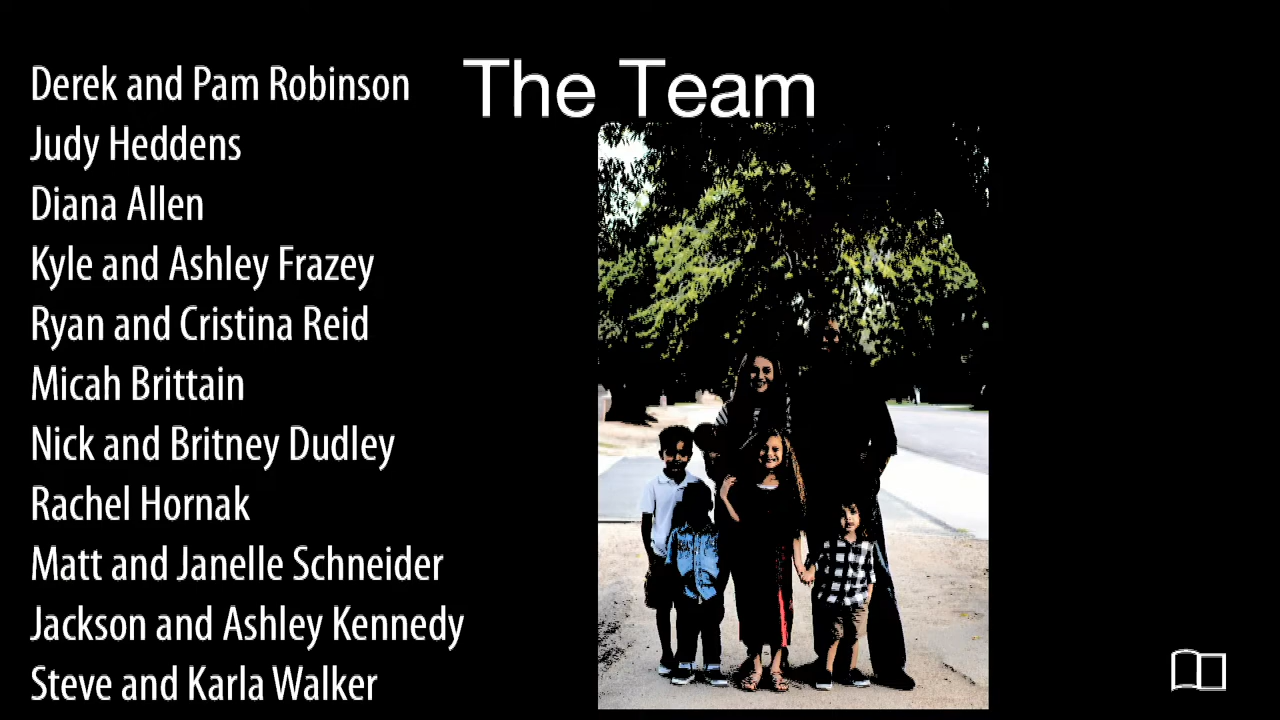 The Team
Derek and Pam Robinson
Judy Heddens
Diana Allen
Kyle and Ashley Frazey
Ryan and Cristina Reid
Micah Brittain
Nick and Britney Dudley
Rachel Hornak
Matt and Janelle Schneider
Jackson and Ashley Kennedy
Steve and Karla Walker